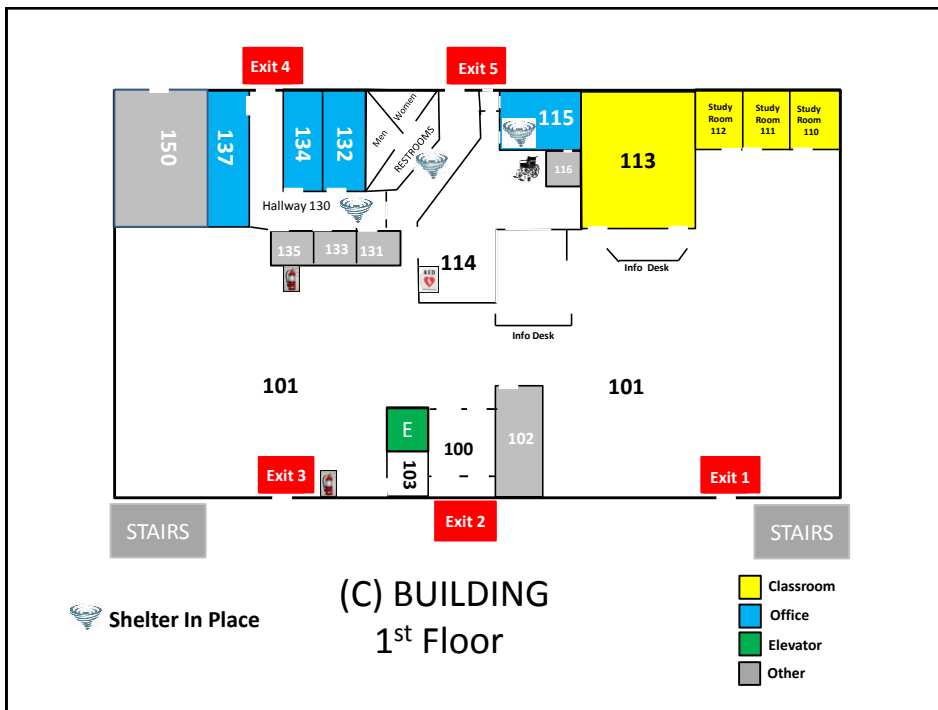 Exit 4
Exit 5
150
137
134
132
Men
Women
RESTROOMS
115
116
113
Study
Room
112
Study
Room
111
Study
Room
110
Hallway 130
135
133
131
114
AED
Info Desk
Info Desk
101
101
E
103
100
102
Exit 3
Exit 2
Exit 1
STAIRS
STAIRS
(C) BUILDING
1st Floor
Shelter In Place
Classroom
Office
Elevator
Other